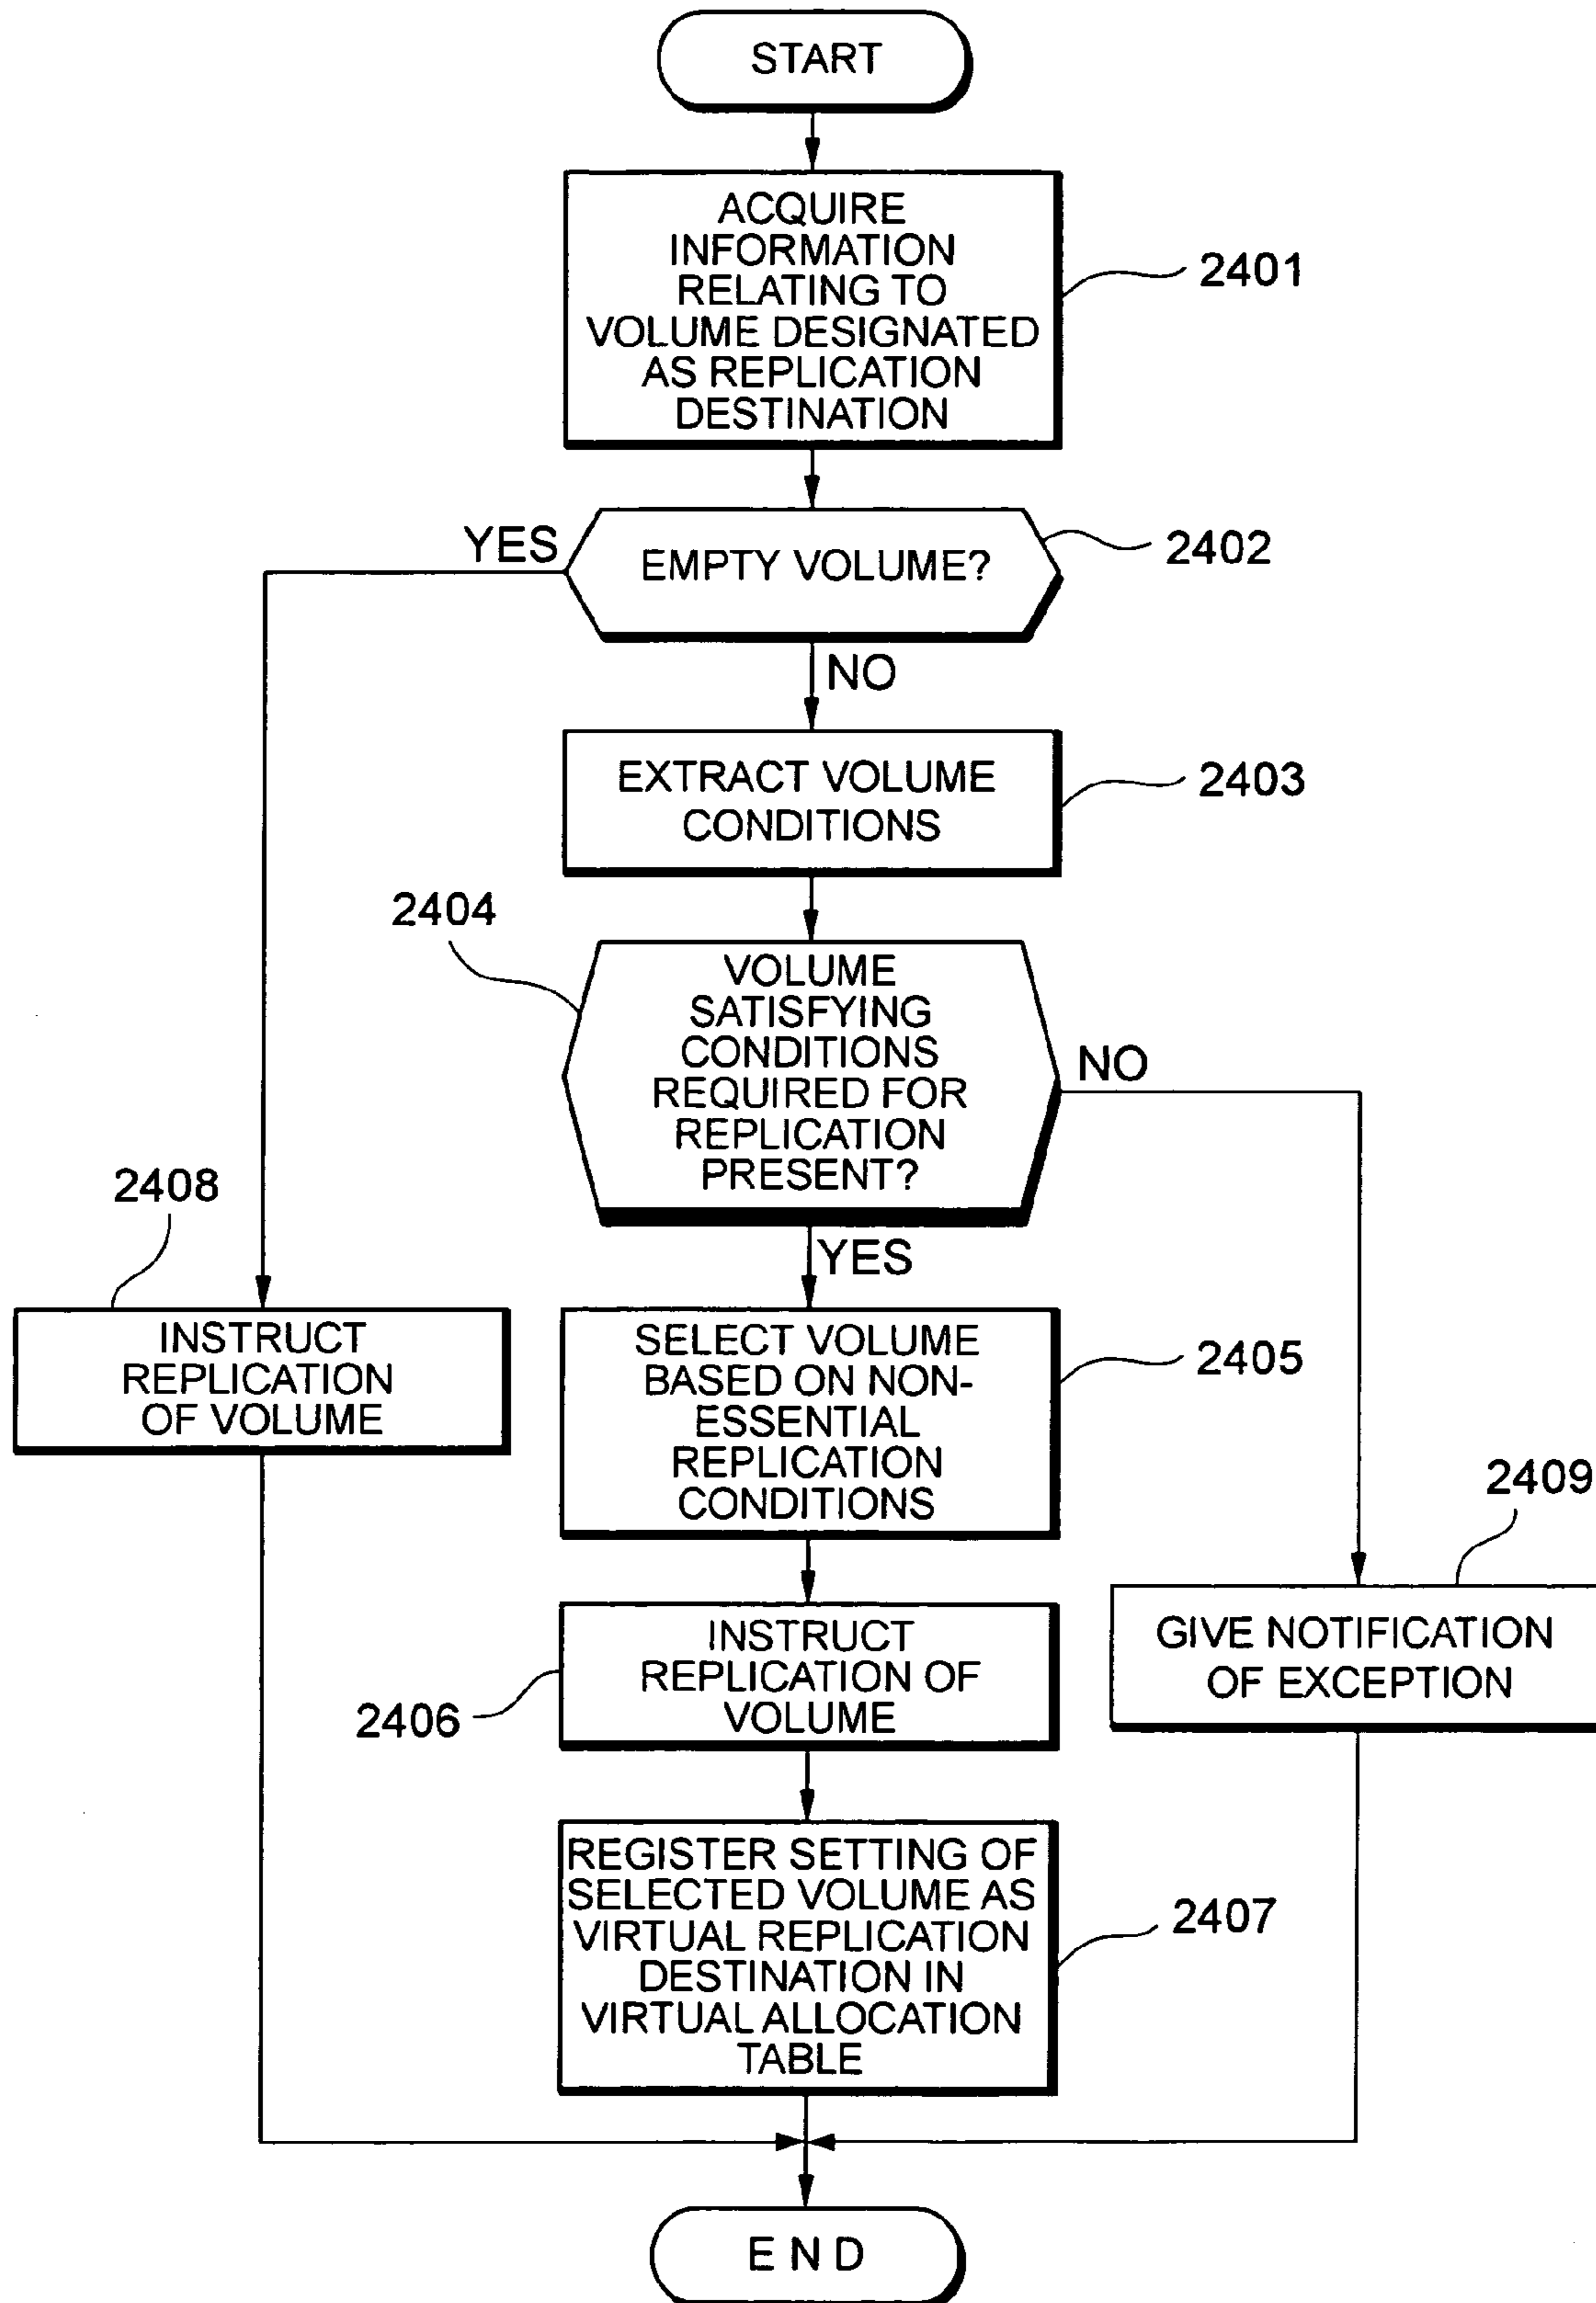 START
ACQUIRE
INFORMATION
RELATING TO
VOLUME DESIGNATED
AS REPLICATION
DESTINATION
2401
YES
EMPTY VOLUME?
2402
NO
EXTRACT VOLUME
CONDITIONS
2403
2404
VOLUME
SATISFYING
CONDITIONS
REQUIRED FOR
REPLICATION
PRESENT?
NO
YES
2408
INSTRUCT
REPLICATION
OF VOLUME
SELECT VOLUME
BASED ON NON-
ESSENTIAL
REPLICATION
CONDITIONS
2405
2409
GIVE NOTIFICATION
OF EXCEPTION
INSTRUCT
REPLICATION OF
VOLUME
2406
REGISTER SETTING OF
SELECTED VOLUME AS
VIRTUAL REPLICATION
DESTINATION IN
VIRTUAL ALLOCATION
TABLE
2407
END